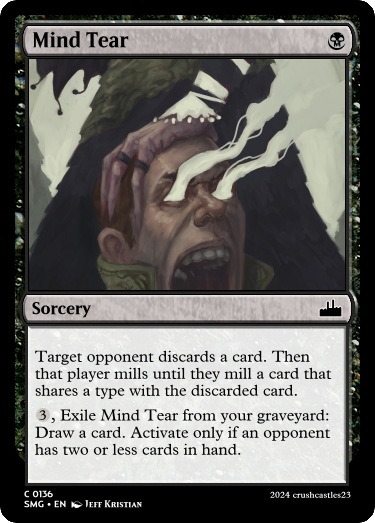 Mind Tear
Sorcery
Target opponent discards a card. Then
that player mills until they mill a card that
shares a type with the discarded card.
3, Exile Mind Tear from your graveyard:
Draw a card. Activate only if an opponent
has two or less cards in hand.
C 0136
SMG • EN Jeff Kristian
2024 crushcastles23